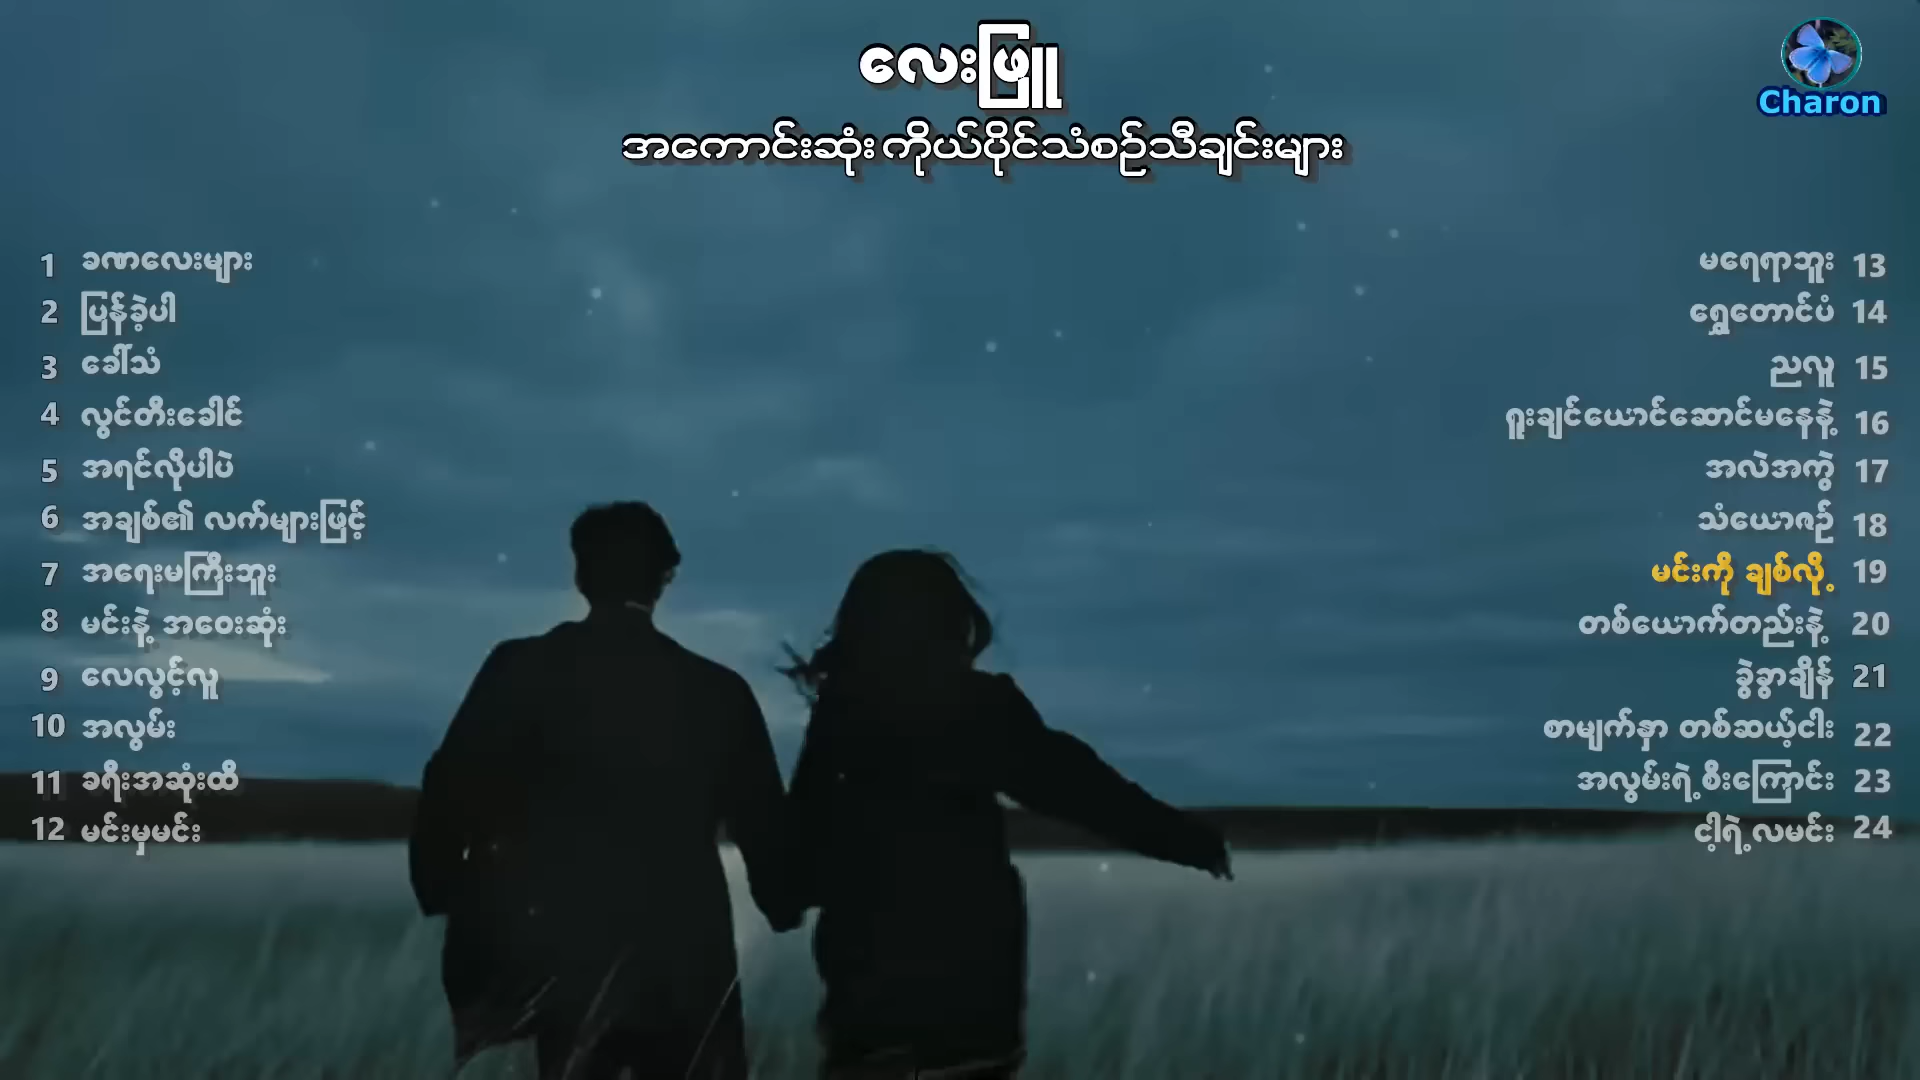 လေးဖြူ
အကောင်းဆုံး ကိုယ်ပိုင်သံစဉ်သီချင်းများ
Charon
1 ခဏလေးများ
2 ပြန်ခဲ့ပါ
3 ခေါ်သံ
4 လွင်တီးခေါင်
5 အရင်လိုပါပဲ
6 အချစ်၏ လက်များဖြင့်
7 အရေးမကြီးဘူး
8 မင်းနဲ့ အဝေးဆုံး
9 လေလွင့်လူ
10 အလွမ်း
11 ခရီးအဆုံးထိ
12 မင်းမှမင်း
မရေရာဘူး 13
ရွှေတောင်ပံ 14
ညလူ 15
ရူးချင်ယောင်ဆောင်မနေနဲ့ 16
အလဲအကွဲ 17
သံယောဇဉ် 18
မင်းကို ချစ်လို့ 19
တစ်ယောက်တည်းနဲ့ 20
ခွဲခွာချိန် 21
စာမျက်နှာ တစ်ဆယ့်ငါး 22
အလွမ်းရဲ့စီးကြောင်း 23
ငါ့ရဲ့လမင်း 24